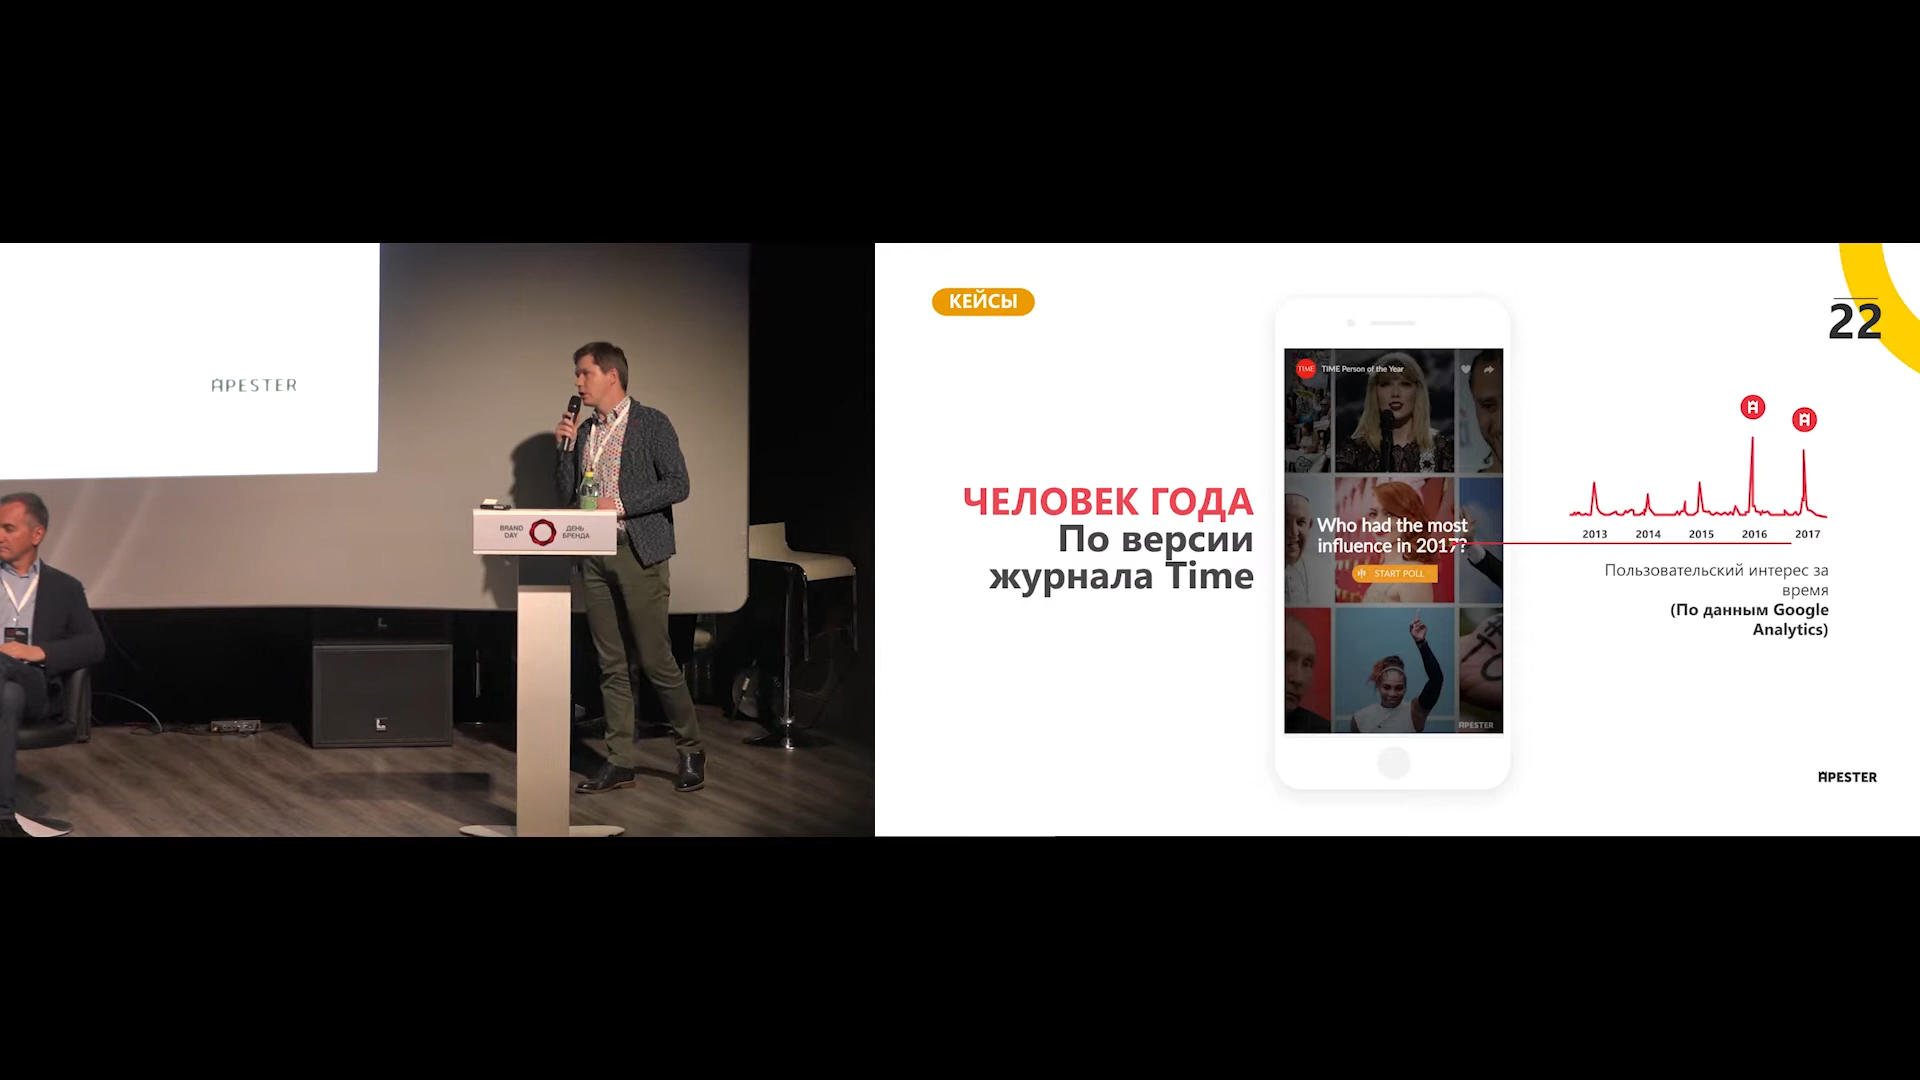 APESTER
BRAND
DAY
ДЕНЬ
БРЕНДА
КЕЙСЫ
22
ЧЕЛОВЕК ГОДА
По версии
журнала Time
TIME
TIME Person of the Year
Who had the most
influence in 2017?
START POLL
APESTER
2013 2014 2015 2016 2017
Пользовательский интерес за
время
(По данным Google
Analytics)
APESTER